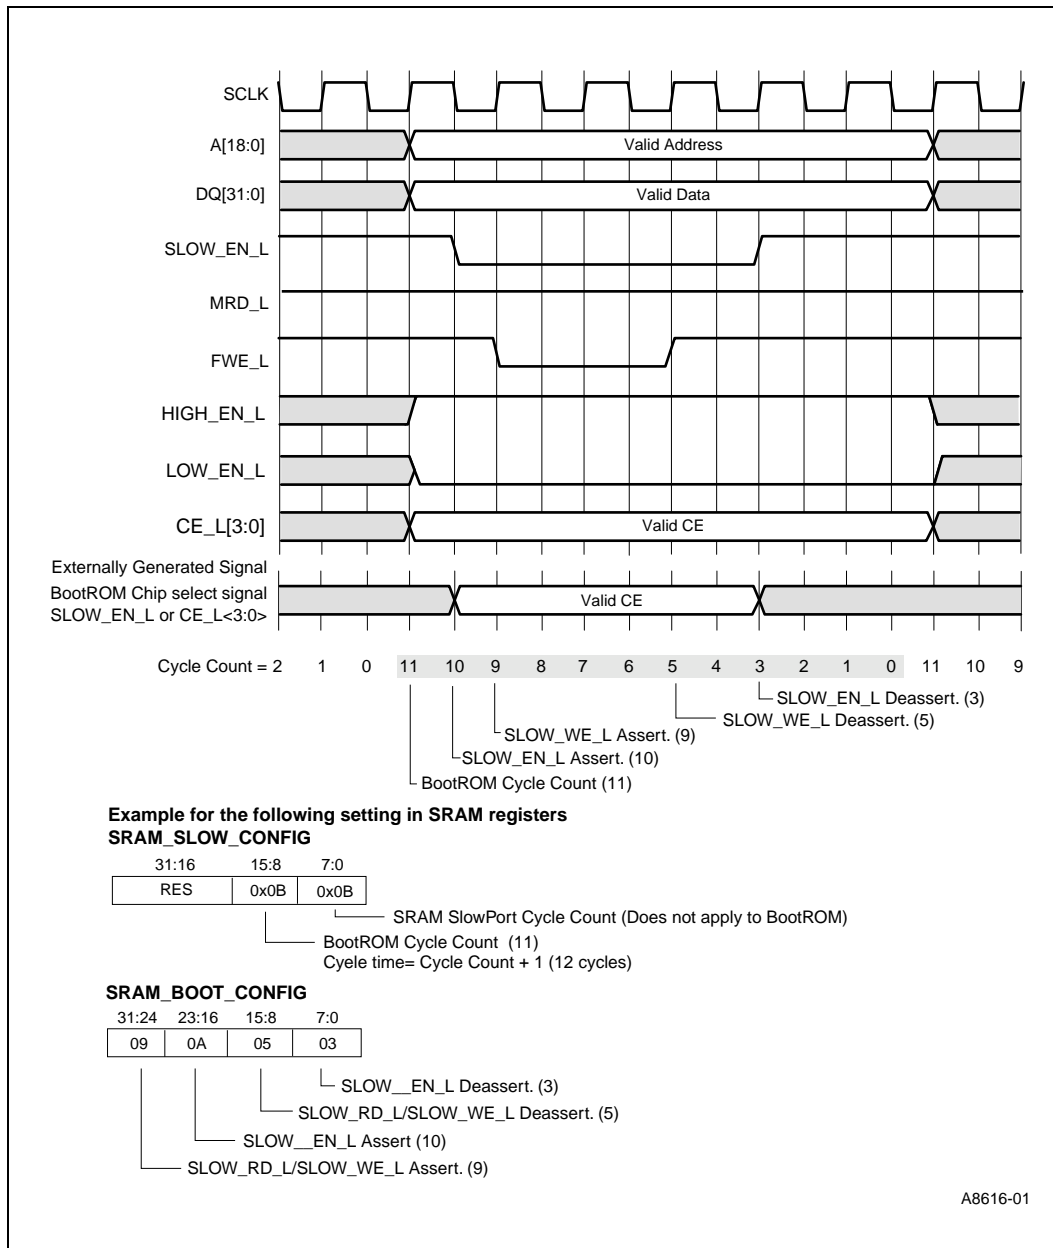 SCLK
A[18:0]
Valid Address
DQ[31:0]
Valid Data
SLOW_EN_L
MRD_L
FWE_L
HIGH_EN_L
LOW_EN_L
CE_L[3:0]
Valid CE
Externally Generated Signal
BootROM Chip select signal
SLOW_EN_L or CE_L<3:0>
Valid CE
Cycle Count = 2 1 0 11 10 9 8 7 6 5 4 3 2 1 0 11 10 9
SLOW_EN_L Deassert. (3)
SLOW_WE_L Deassert. (5)
SLOW_WE_L Assert. (9)
SLOW_EN_L Assert. (10)
BootROM Cycle Count (11)
Example for the following setting in SRAM registers
SRAM_SLOW_CONFIG
31:16 15:8 7:0
RES 0x0B 0x0B
SRAM SlowPort Cycle Count (Does not apply to BootROM)
BootROM Cycle Count (11)
Cyele time= Cycle Count + 1 (12 cycles)
SRAM_BOOT_CONFIG
31:24 23:16 15:8 7:0
09 0A 05 03
SLOW__EN_L Deassert. (3)
SLOW_RD_L/SLOW_WE_L Deassert. (5)
SLOW__EN_L Assert (10)
SLOW_RD_L/SLOW_WE_L Assert. (9)
A8616-01